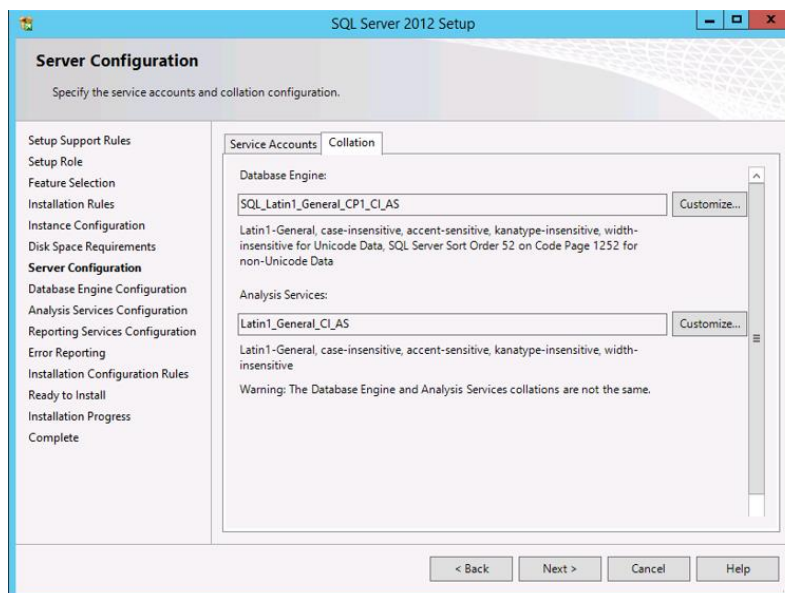 SQL Server 2012 Setup
Server Configuration
Specify the service accounts and collation configuration.
Setup Support Rules
Setup Role
Feature Selection
Installation Rules
Instance Configuration
Disk Space Requirements
Server Configuration
Database Engine Configuration
Analysis Services Configuration
Reporting Services Configuration
Error Reporting
Installation Configuration Rules
Ready to Install
Installation Progress
Complete
Service Accounts Collation
Database Engine:
SQL_Latin1_General_CP1_CI_AS Customize...
Latin1-General, case-insensitive, accent-sensitive, kanatype-insensitive, width-
insensitive for Unicode Data, SQL Server Sort Order 52 on Code Page 1252 for
non-Unicode Data
Analysis Services:
Latin1_General_CI_AS Customize...
Latin1-General, case-insensitive, accent-sensitive, kanatype-insensitive, width-
insensitive
Warning: The Database Engine and Analysis Services collations are not the same.
< Back Next > Cancel Help